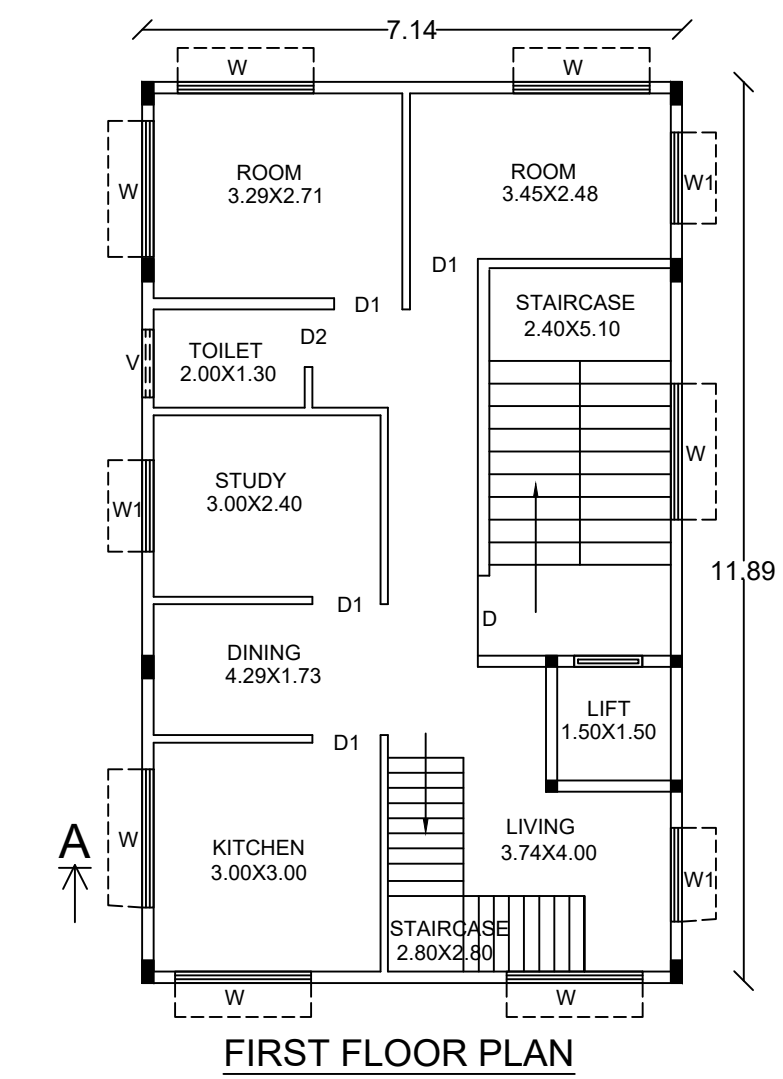 7.14
W
W
ROOM
3.29X2.71
ROOM
3.45X2.48
W
W1
D1
D1
STAIRCASE
2.40X5.10
D2
V
TOILET
2.00X1.30
W
STUDY
3.00X2.40
W1
11.89
D1
D
DINING
4.29X1.73
LIFT
1.50X1.50
D1
A
W
KITCHEN
3.00X3.00
LIVING
3.74X4.00
W1
STAIRCASE
2.80X2.80
W
W
FIRST FLOOR PLAN